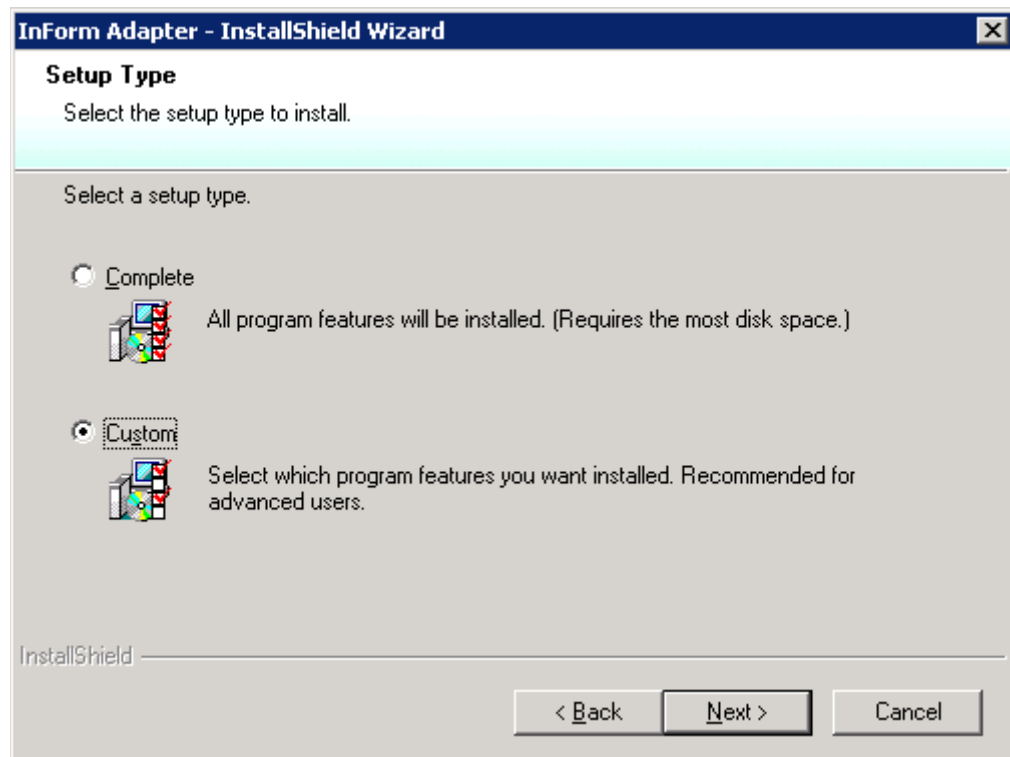 InForm Adapter - InstallShield Wizard
Setup Type
Select the setup type to install.
Select a setup type.
Complete
All program features will be installed. (Requires the most disk space.)
Custom
Select which program features you want installed. Recommended for
advanced users.
InstallShield
< Back
Next >
Cancel